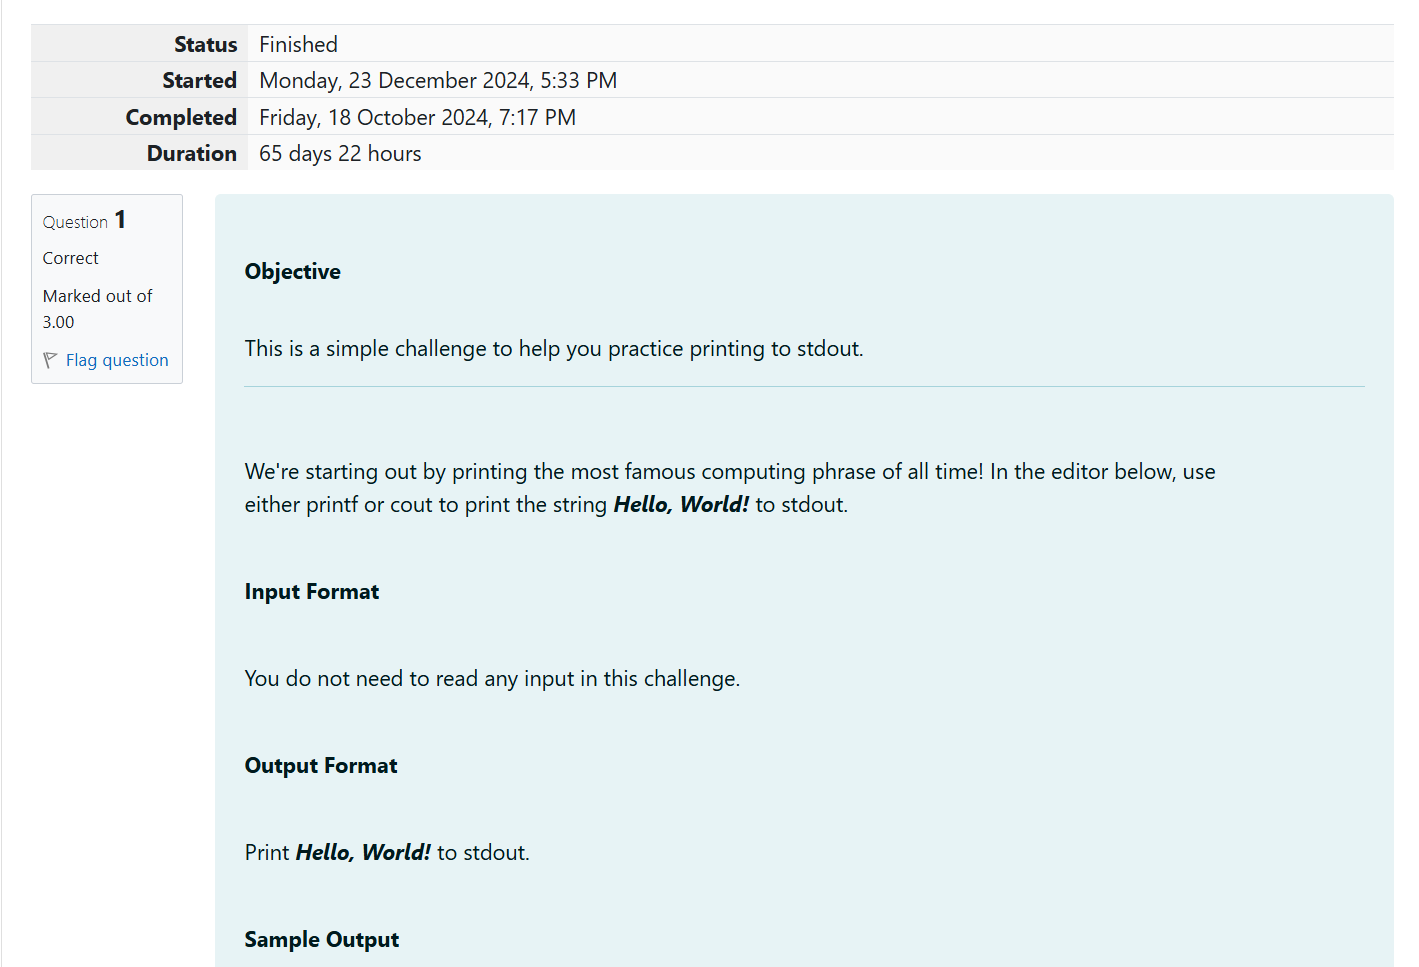 Status Finished
Started Monday, 23 December 2024, 5:33 PM
Completed Friday, 18 October 2024, 7:17 PM
Duration 65 days 22 hours
Question 1
Correct
Marked out of
3.00
Flag question
Objective
This is a simple challenge to help you practice printing to stdout.
We're starting out by printing the most famous computing phrase of all time! In the editor below, use
either printf or cout to print the string Hello, World! to stdout.
Input Format
You do not need to read any input in this challenge.
Output Format
Print Hello, World! to stdout.
Sample Output